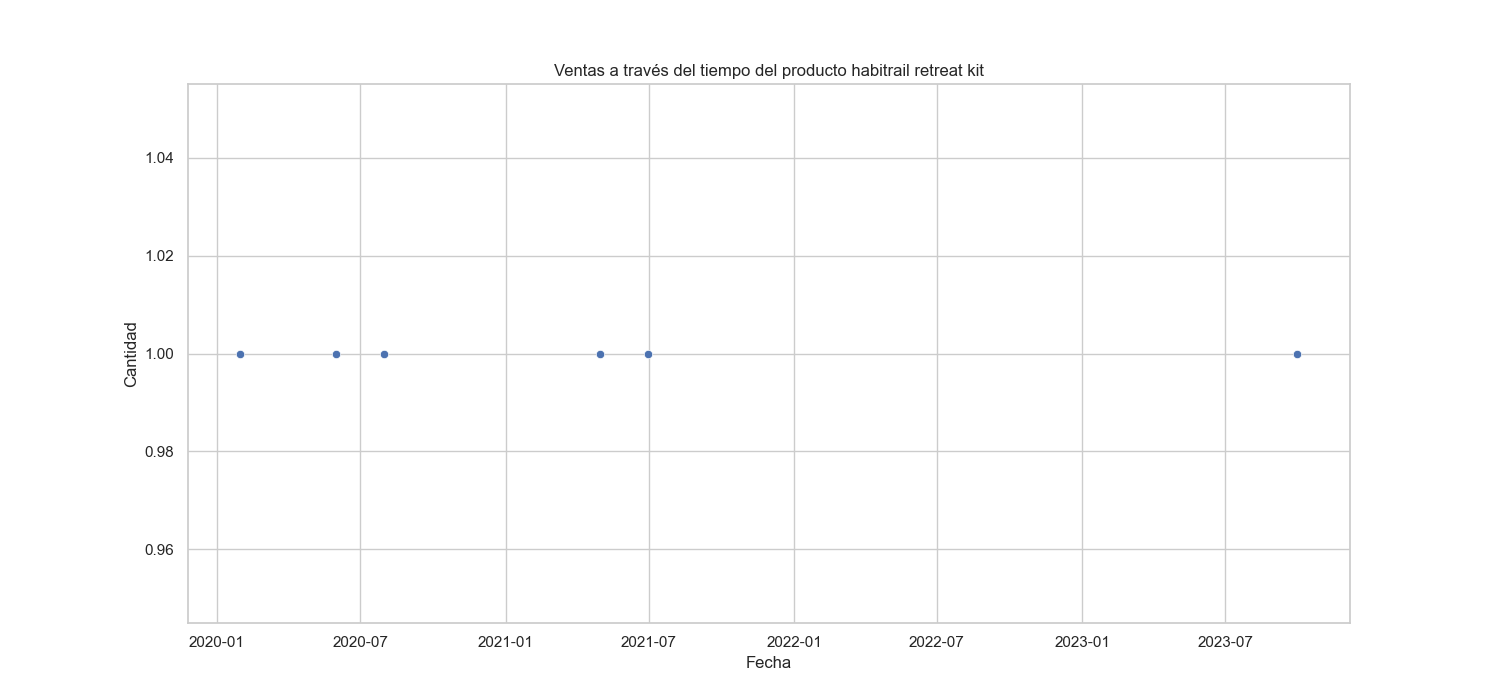 Ventas a través del tiempo del producto habitrail retreat kit
1.04
1.02
1.00
0.98
0.96
Cantidad
2020-01 2020-07 2021-01 2021-07 2022-01 2022-07 2023-01 2023-07
Fecha